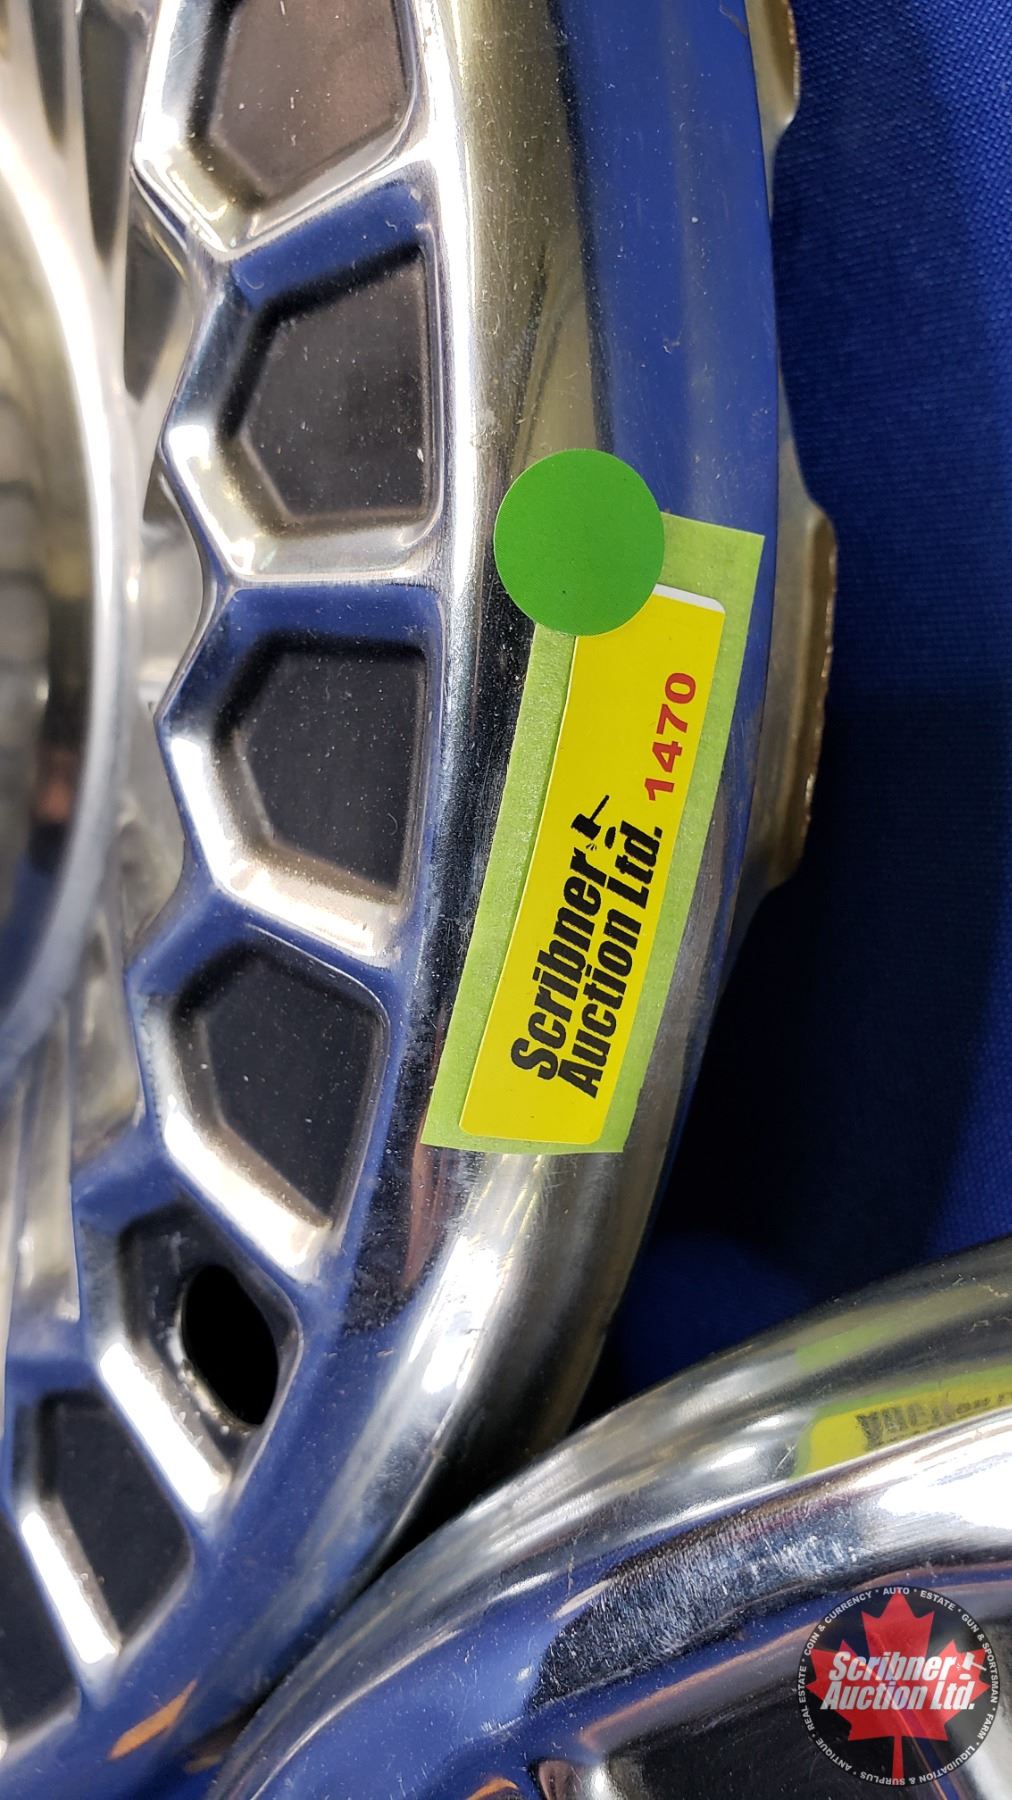 Scribner
Auction Ltd.
1470
COIN & CURRENCY • AUTO • ESTATE • GUN & SPORTSMAN • FARM • LIQUIDATION & SURPLUS • ANTIQUE • REAL ESTATE •
Scribner
Auction Ltd.